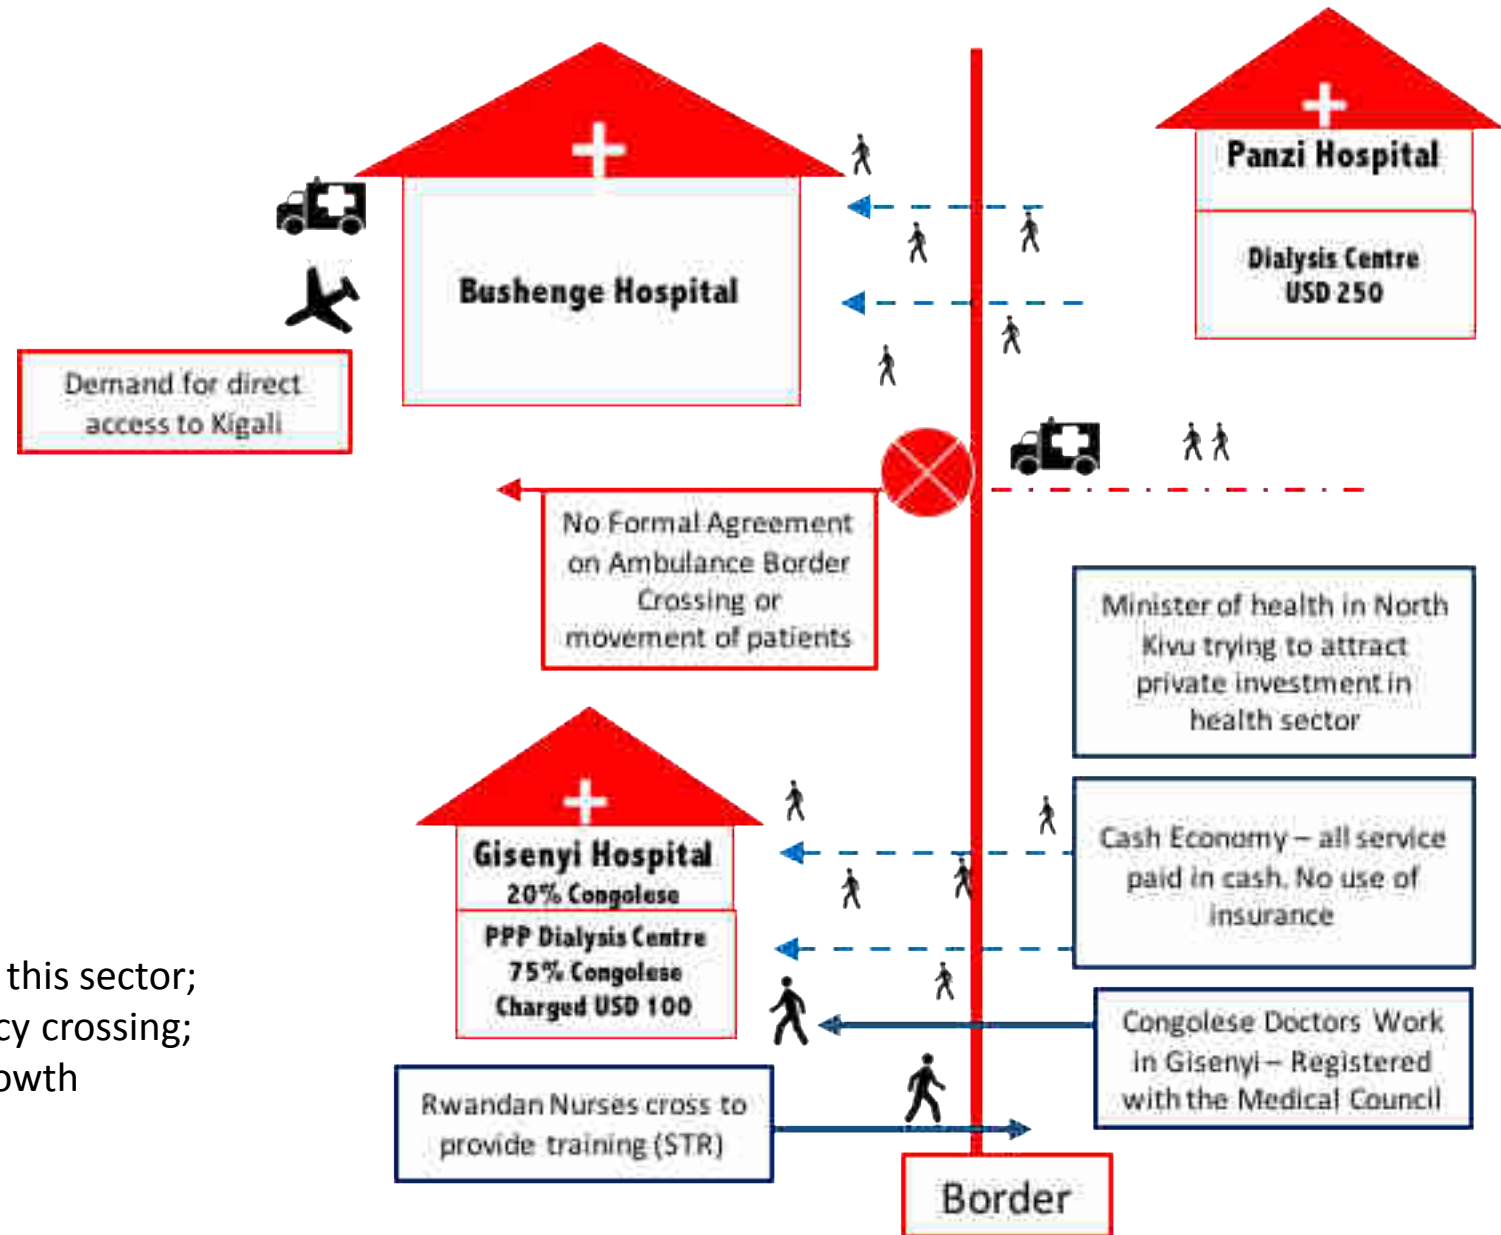 Panzi Hospital
Dialysis Centre
USD 250
Bushenge Hospital
Demand for direct
access to Kigali
No Formal Agreement
on Ambulance Border
Crossing or
movement of patients
Minister of health in North
Kivu trying to attract
private investment in
health sector
Gisenyi Hospital
20% Congolese
PPP Dialysis Centre
75% Congolese
Charged USD 100
Cash Economy – all service
paid in cash. No use of
insurance
this sector;
cy crossing;
owth
Congolese Doctors Work
in Gisenyi – Registered
with the Medical Council
Rwandan Nurses cross to
provide training (STR)
Border